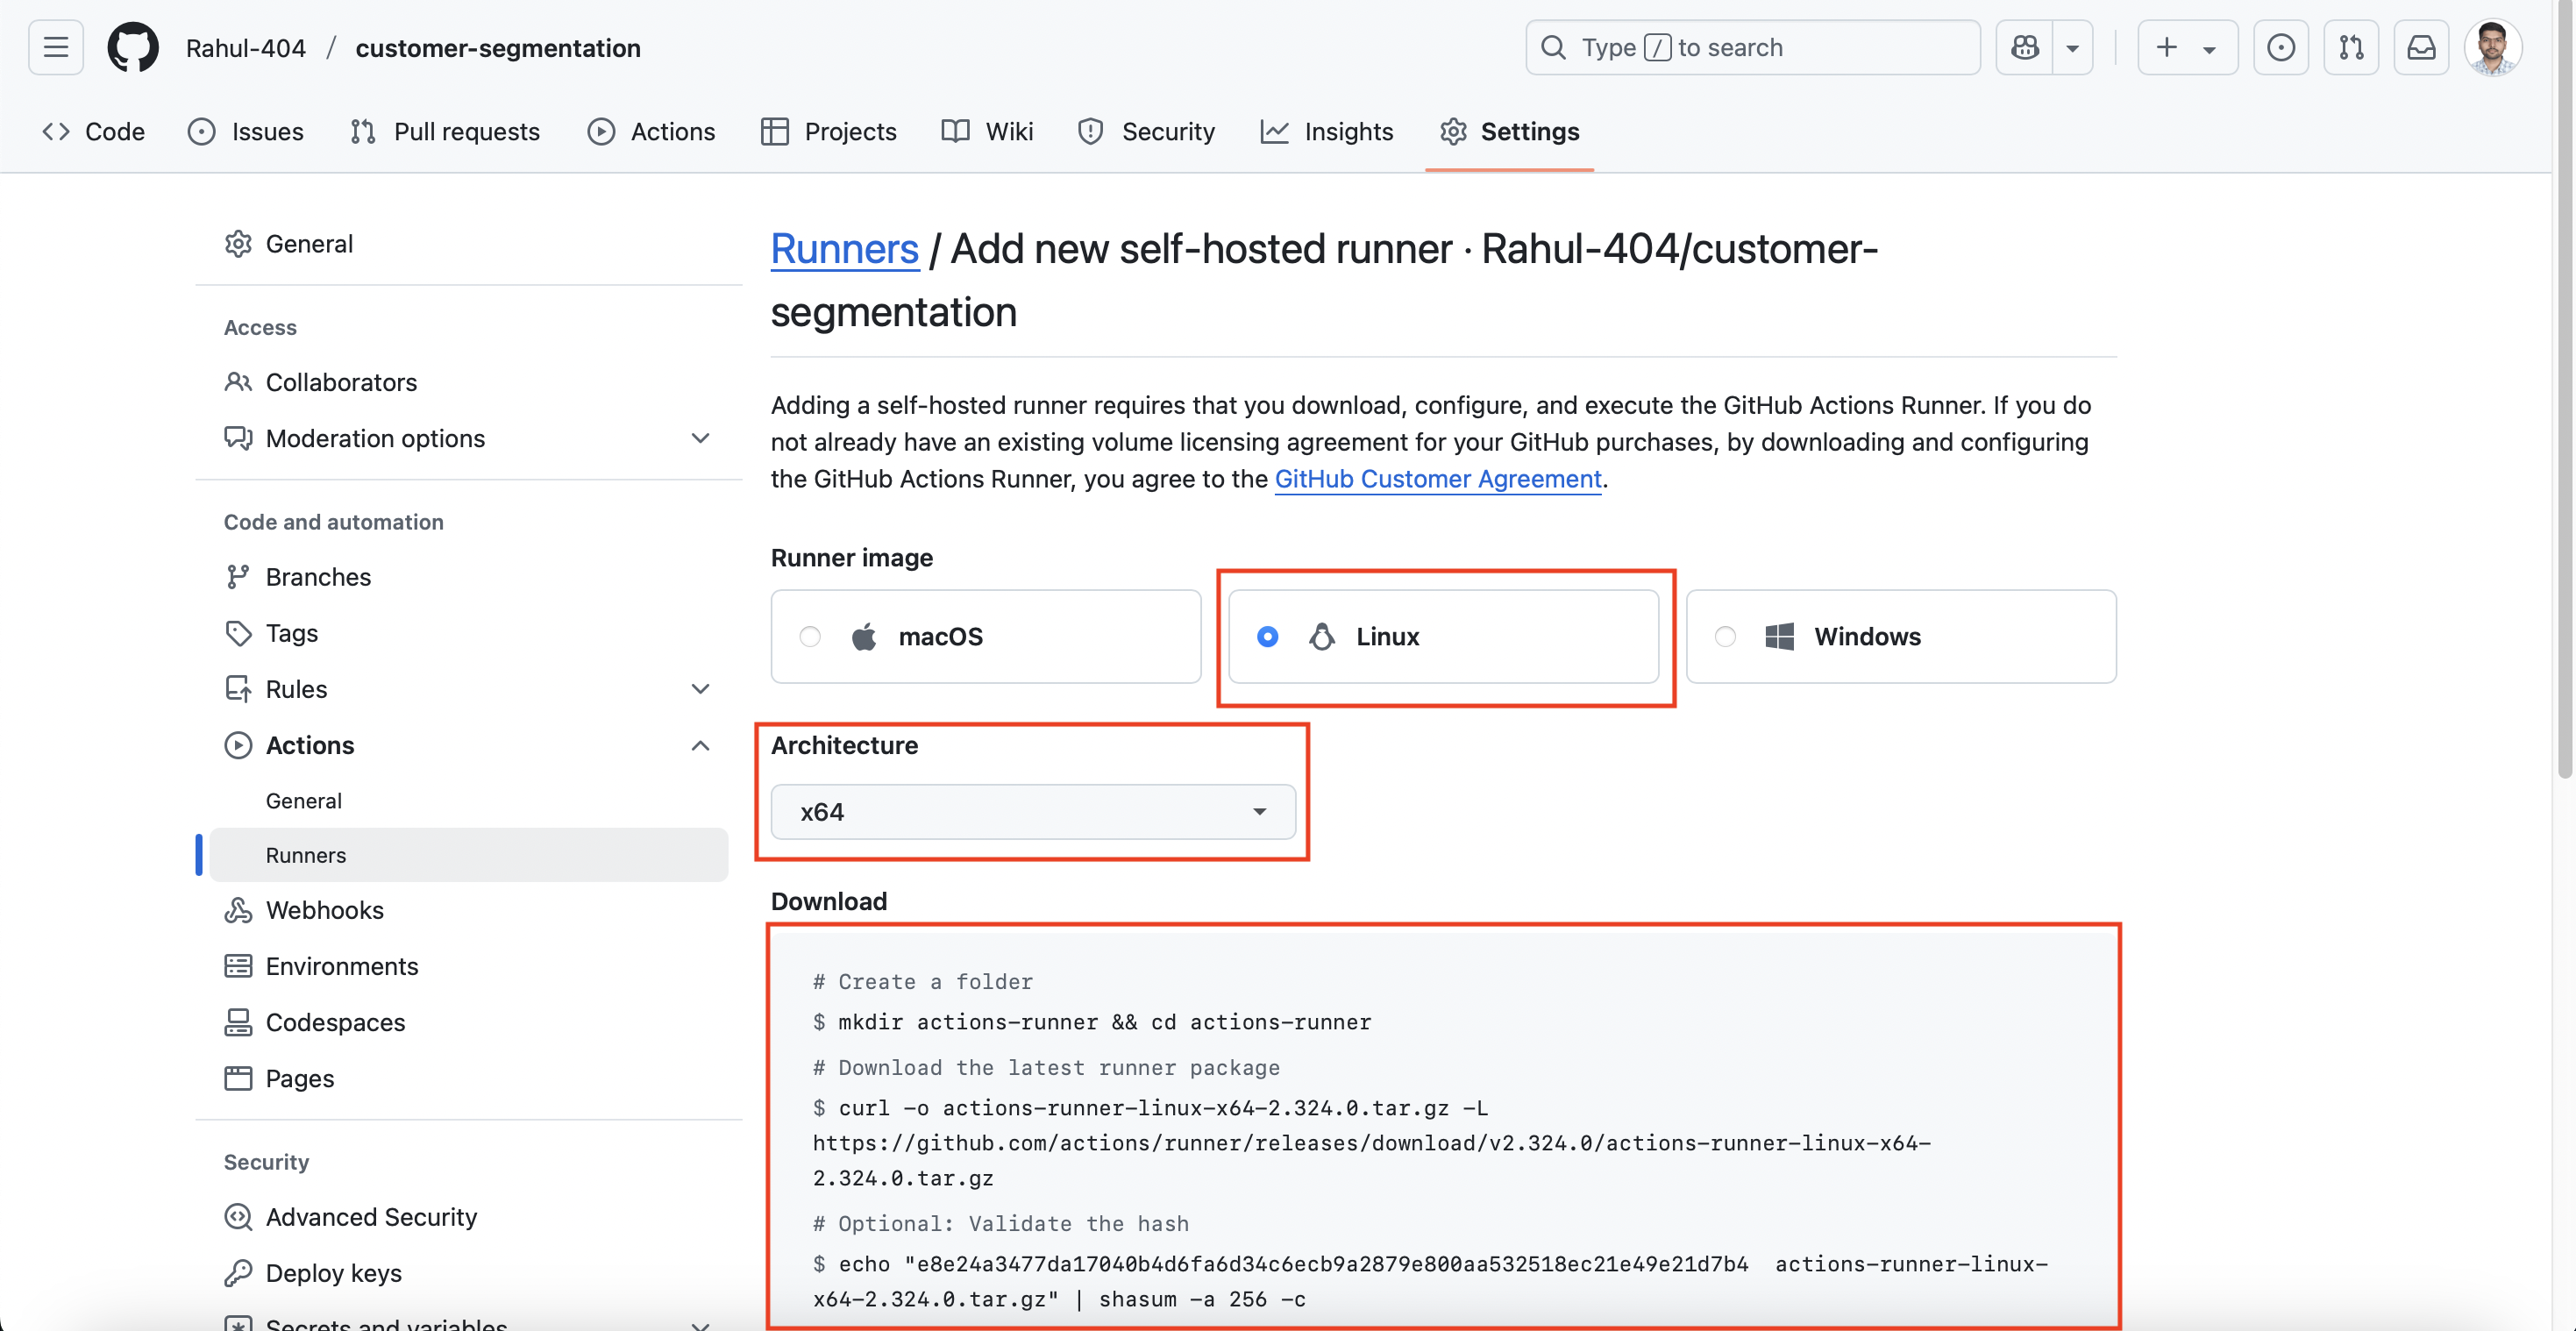 Rahul-404 / customer-segmentation
Type / to search
Code Issues Pull requests Actions Projects Wiki Security Insights Settings
General
Access
Collaborators
Moderation options
Code and automation
Branches
Tags
Rules
Actions
General
Runners
Webhooks
Environments
Codespaces
Pages
Security
Advanced Security
Deploy keys
Secrets and variables
Runners / Add new self-hosted runner · Rahul-404/customer-
segmentation
Adding a self-hosted runner requires that you download, configure, and execute the GitHub Actions Runner. If you do
not already have an existing volume licensing agreement for your GitHub purchases, by downloading and configuring
the GitHub Actions Runner, you agree to the GitHub Customer Agreement.
Runner image
macOS Linux Windows
Architecture
x64
Download
# Create a folder
$ mkdir actions-runner && cd actions-runner
# Download the latest runner package
$ curl -o actions-runner-linux-x64-2.324.0.tar.gz -L
https://github.com/actions/runner/releases/download/v2.324.0/actions-runner-linux-x64-
2.324.0.tar.gz
# Optional: Validate the hash
$ echo "e8e24a3477da17040b4d6fa6d34c6ecb9a2879e800aa532518ec21e49e21d7b4  actions-runner-linux-
x64-2.324.0.tar.gz" | shasum -a 256 -c